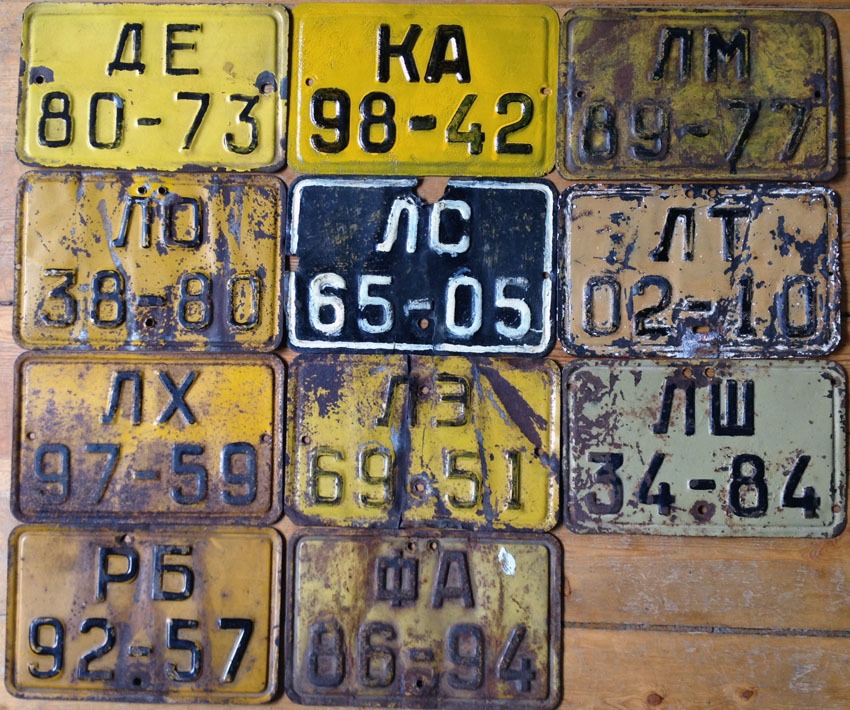 ДЕ
80-73
КА
98-42
ЛМ
89-77
ЛО
38-80
ЛС
65-05
ЛТ
02-10
ЛХ
97-59
ЛЭ
69-51
ЛШ
34-84
РБ
92-57
ФА
86-94